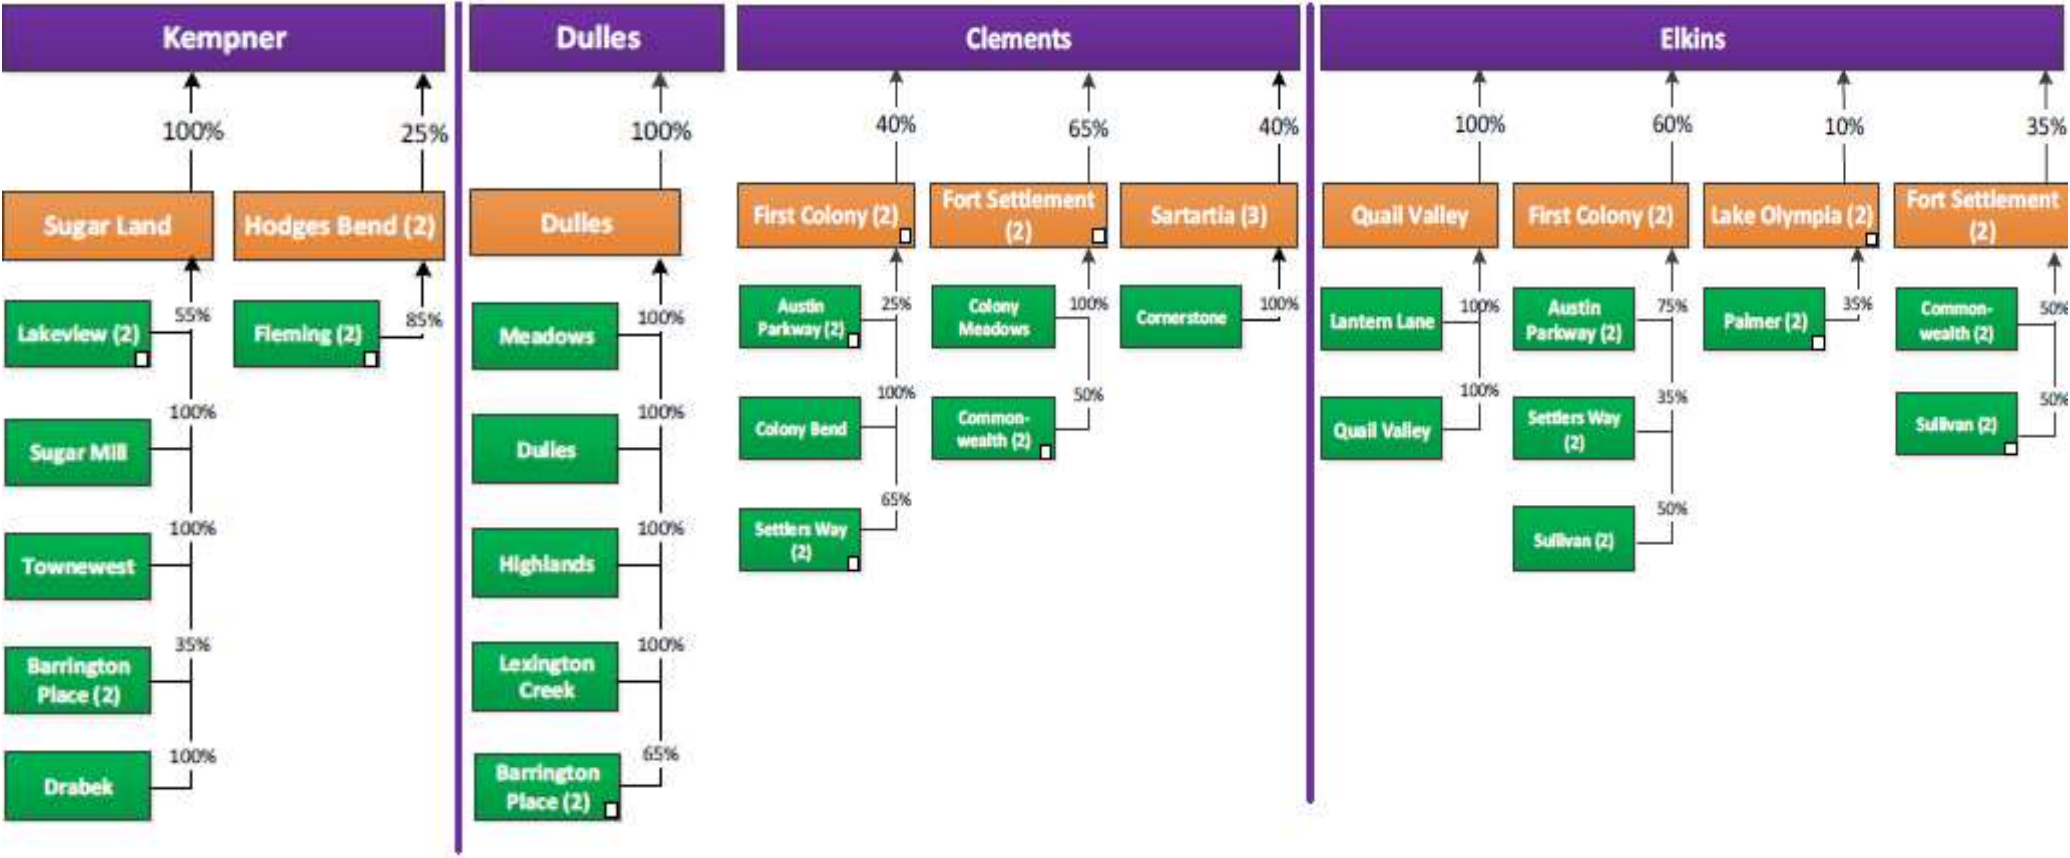 Kempner
100%
25%
Sugar Land
Hodges Bend (2)
Lakeview (2)
55%
Fleming (2)
85%
Sugar Mill
100%
Townewest
100%
Barrington
Place (2)
35%
Drabek
100%
Dulles
100%
Dulles
Meadows
100%
Dulles
100%
Highlands
100%
Lexington
Creek
100%
Barrington
Place (2)
65%
Clements
40%
65%
40%
First Colony (2)
Fort Settlement
(2)
Sartartia (3)
Austin
Parkway (2)
25%
Colony
Meadows
100%
Cornerstone
100%
Colony Bend
100%
Common-
wealth (2)
50%
Settlers Way
(2)
65%
Elkins
100%
60%
10%
35%
Quail Valley
First Colony (2)
Lake Olympia (2)
Fort Settlement
(2)
Lantern Lane
100%
Austin
Parkway (2)
75%
Palmer (2)
35%
Common-
wealth (2)
50%
Quail Valley
100%
Settlers Way
(2)
35%
Sullivan (2)
50%
Sullivan (2)
50%